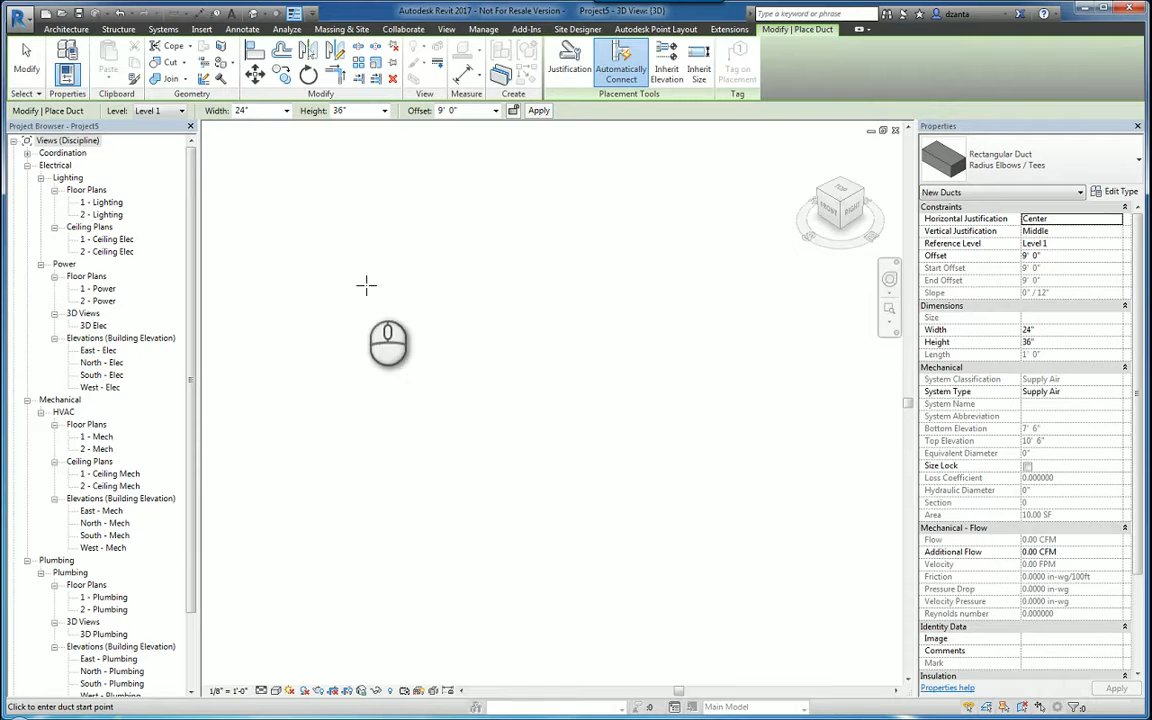 Autodesk Revit 2017 - Not For Resale Version - Project5 - 3D View: {3D}
Type a keyword or phrase
dzanta
Architecture Structure Systems Insert Annotate Analyze Massing & Site Collaborate View Manage Add-Ins Site Designer Autodesk Point Layout Extensions Modify | Place Duct
Modify
Properties
Paste
Cope
Cut
Join
Justification
Automatically Connect
Inherit Elevation
Inherit Size
Tag on Placement
Select Properties Clipboard Geometry Modify View Measure Create Placement Tools Tag
Modify | Place Duct Level: Level 1 Width: 24" Height: 36" Offset: 9' 0" Apply
Project Browser - Project5
Views (Discipline)
Coordination
Electrical
Lighting
Floor Plans
1 - Lighting
2 - Lighting
Ceiling Plans
1 - Ceiling Elec
2 - Ceiling Elec
Power
Floor Plans
1 - Power
2 - Power
3D Views
3D Elec
Elevations (Building Elevation)
East - Elec
North - Elec
South - Elec
West - Elec
Mechanical
HVAC
Floor Plans
1 - Mech
2 - Mech
Ceiling Plans
1 - Ceiling Mech
2 - Ceiling Mech
Elevations (Building Elevation)
East - Mech
North - Mech
South - Mech
West - Mech
Plumbing
Plumbing
Floor Plans
1 - Plumbing
2 - Plumbing
3D Views
3D Plumbing
Elevations (Building Elevation)
East - Plumbing
North - Plumbing
South - Plumbing
West - Plumbing
TOP
FRONT
RIGHT
Properties
Rectangular Duct
Radius Elbows / Tees
New Ducts Edit Type
Constraints
Horizontal Justification Center
Vertical Justification Middle
Reference Level Level 1
Offset 9' 0"
Start Offset 9' 0"
End Offset 9' 0"
Slope 0" / 12"
Dimensions
Size
Width 24"
Height 36"
Length 1' 0"
Mechanical
System Classification Supply Air
System Type Supply Air
System Name
System Abbreviation
Bottom Elevation 7' 6"
Top Elevation 10' 6"
Equivalent Diameter 0"
Size Lock
Loss Coefficient 0.000000
Hydraulic Diameter 0"
Section 0
Area 10.00 SF
Mechanical - Flow
Flow 0.00 CFM
Additional Flow 0.00 CFM
Velocity 0.00 FPM
Friction 0.0000 in-wg/100ft
Pressure Drop 0.0000 in-wg
Velocity Pressure 0.0000 in-wg
Reynolds number 0.000000
Identity Data
Image
Comments
Mark
Insulation
Properties help Apply
1/8" = 1'-0"
Click to enter duct start point
:0
Main Model
:0